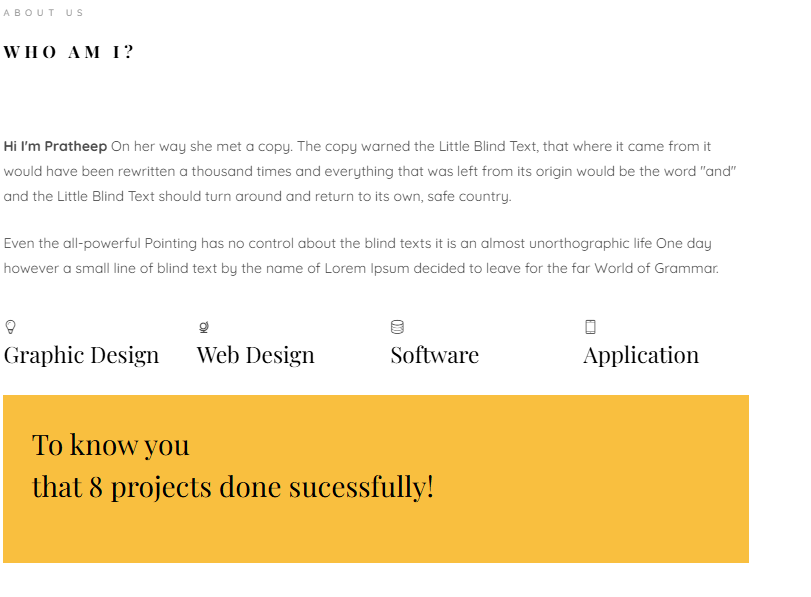 ABOUT US
WHO AM I?
Hi I'm Pratheep On her way she met a copy. The copy warned the Little Blind Text, that where it came from it
would have been rewritten a thousand times and everything that was left from its origin would be the word "and"
and the Little Blind Text should turn around and return to its own, safe country.
Even the all-powerful Pointing has no control about the blind texts it is an almost unorthographic life One day
however a small line of blind text by the name of Lorem Ipsum decided to leave for the far World of Grammar.
Graphic Design Web Design Software Application
To know you
that 8 projects done sucessfully!